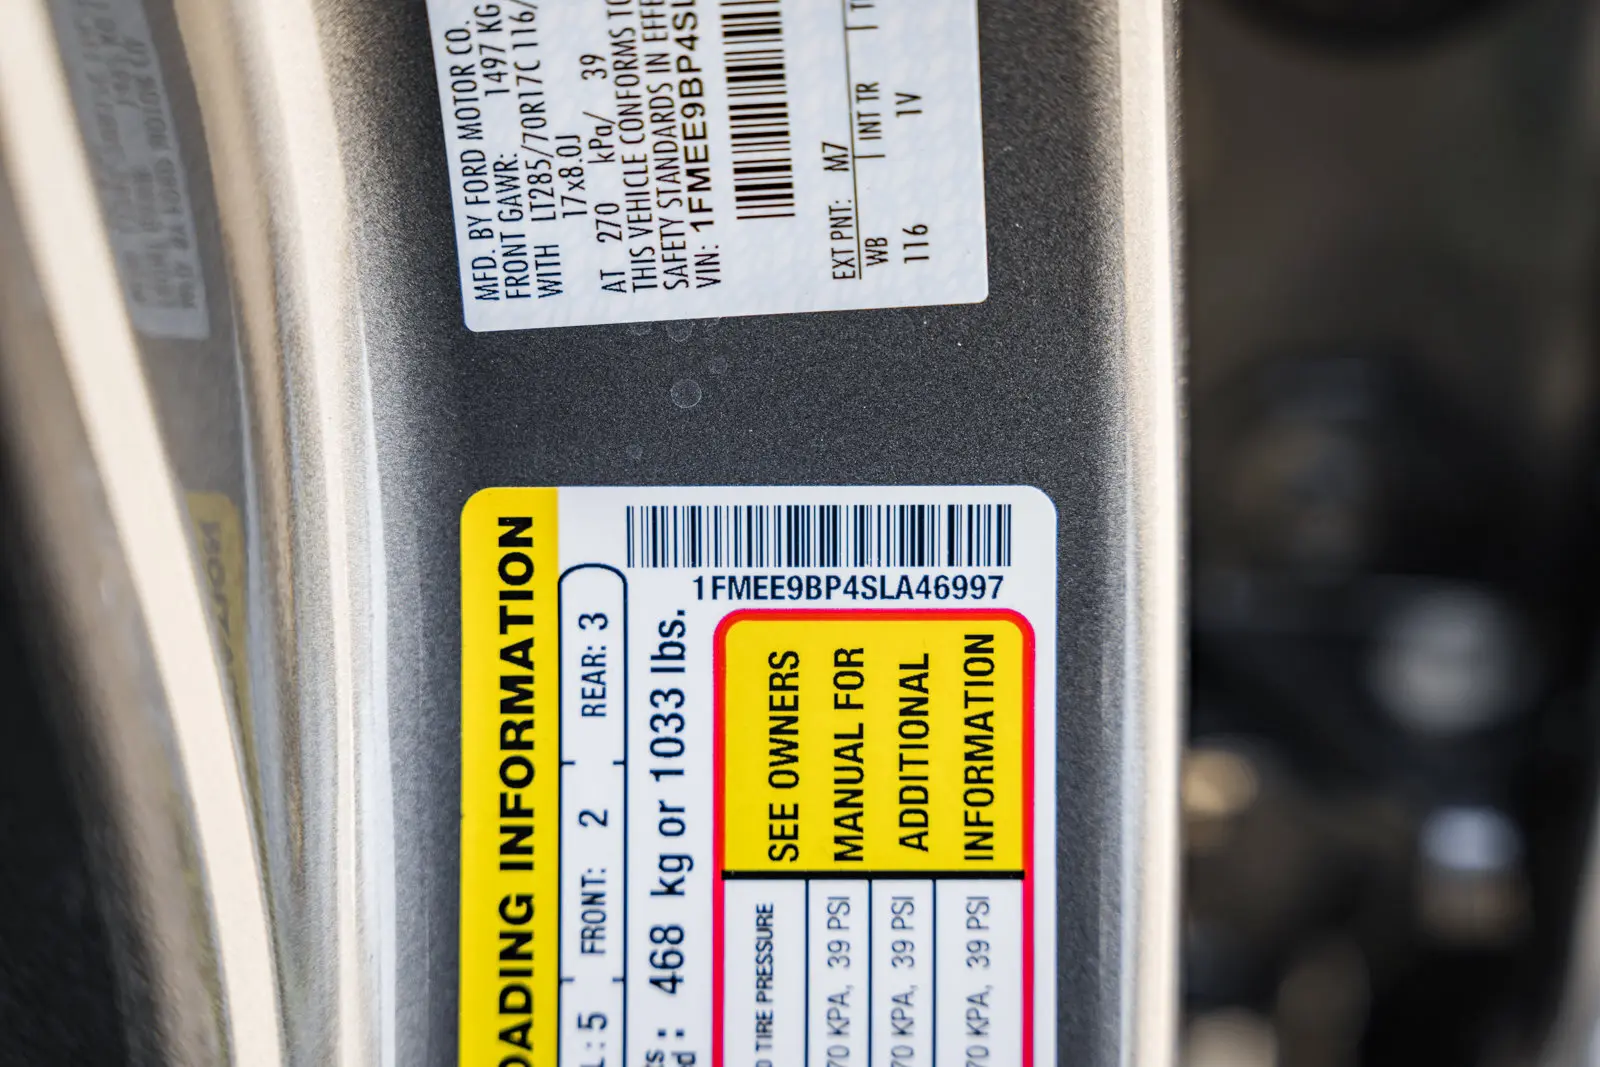 MFD. BY FORD MOTOR CO.
FRONT GAWR: 1497 KG
WITH LT285/70R17C 116/
17x8.0J
AT 270 kPa/ 39
THIS VEHICLE CONFORMS TO
SAFETY STANDARDS IN EFFE
VIN: 1FMEE9BP4SL
EXT PNT: M7
WB INT TR
116 1V
OADING INFORMATION
L: 5 FRONT: 2 REAR: 3
468 kg or 1033 lbs.
1FMEE9BP4SLA46997
TIRE PRESSURE
70 KPA, 39 PSI
70 KPA, 39 PSI
70 KPA, 39 PSI
SEE OWNERS
MANUAL FOR
ADDITIONAL
INFORMATION